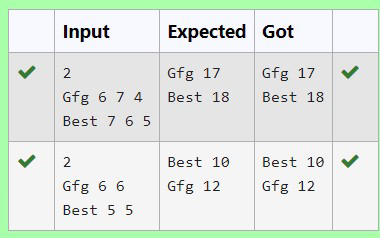 Input Expected Got
2 Gfg 17 Gfg 17
Gfg 6 7 4 Best 18 Best 18
Best 7 6 5
2 Best 10 Best 10
Gfg 6 6 Gfg 12 Gfg 12
Best 5 5